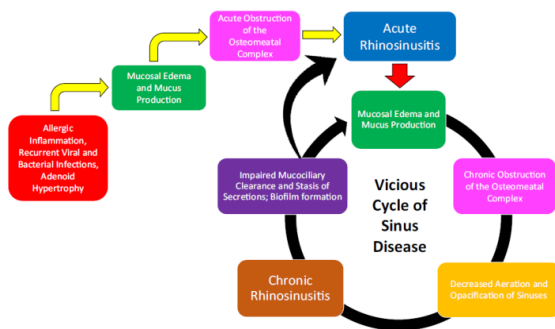 Acute Obstruction
of the
Osteomeatal
Complex
Acute
Rhinosinusitis
Mucosal Edema
and Mucus
Production
Allergic
Inflammation,
Recurrent Viral and
Bacterial Infections,
Adenoid
Hypertrophy
Mucosal Edema and
Mucus Production
Impaired Mucociliary
Clearance and Stasis of
Secretions; Biofilm formation
Vicious
Cycle of
Sinus
Disease
Chronic Obstruction
of the Osteomeatal
Complex
Chronic
Rhinosinusitis
Decreased Aeration and
Opacification of Sinuses